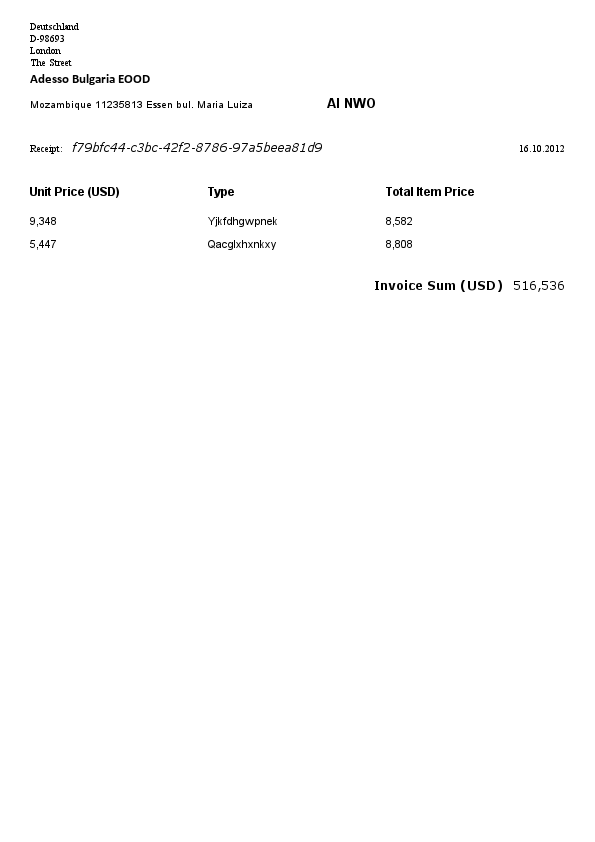 Deutschland
D-98693
London
The Street
Adesso Bulgaria EOOD
Mozambique 11235813 Essen bul. Maria Luiza AI NWO
Receipt: f79bfc44-c3bc-42f2-8786-97a5beea81d9 16.10.2012
Unit Price (USD) Type Total Item Price
9,348 Yjkfdhgwpnek 8,582
5,447 Qacglxhxnkxy 8,808
Invoice Sum (USD) 516,536